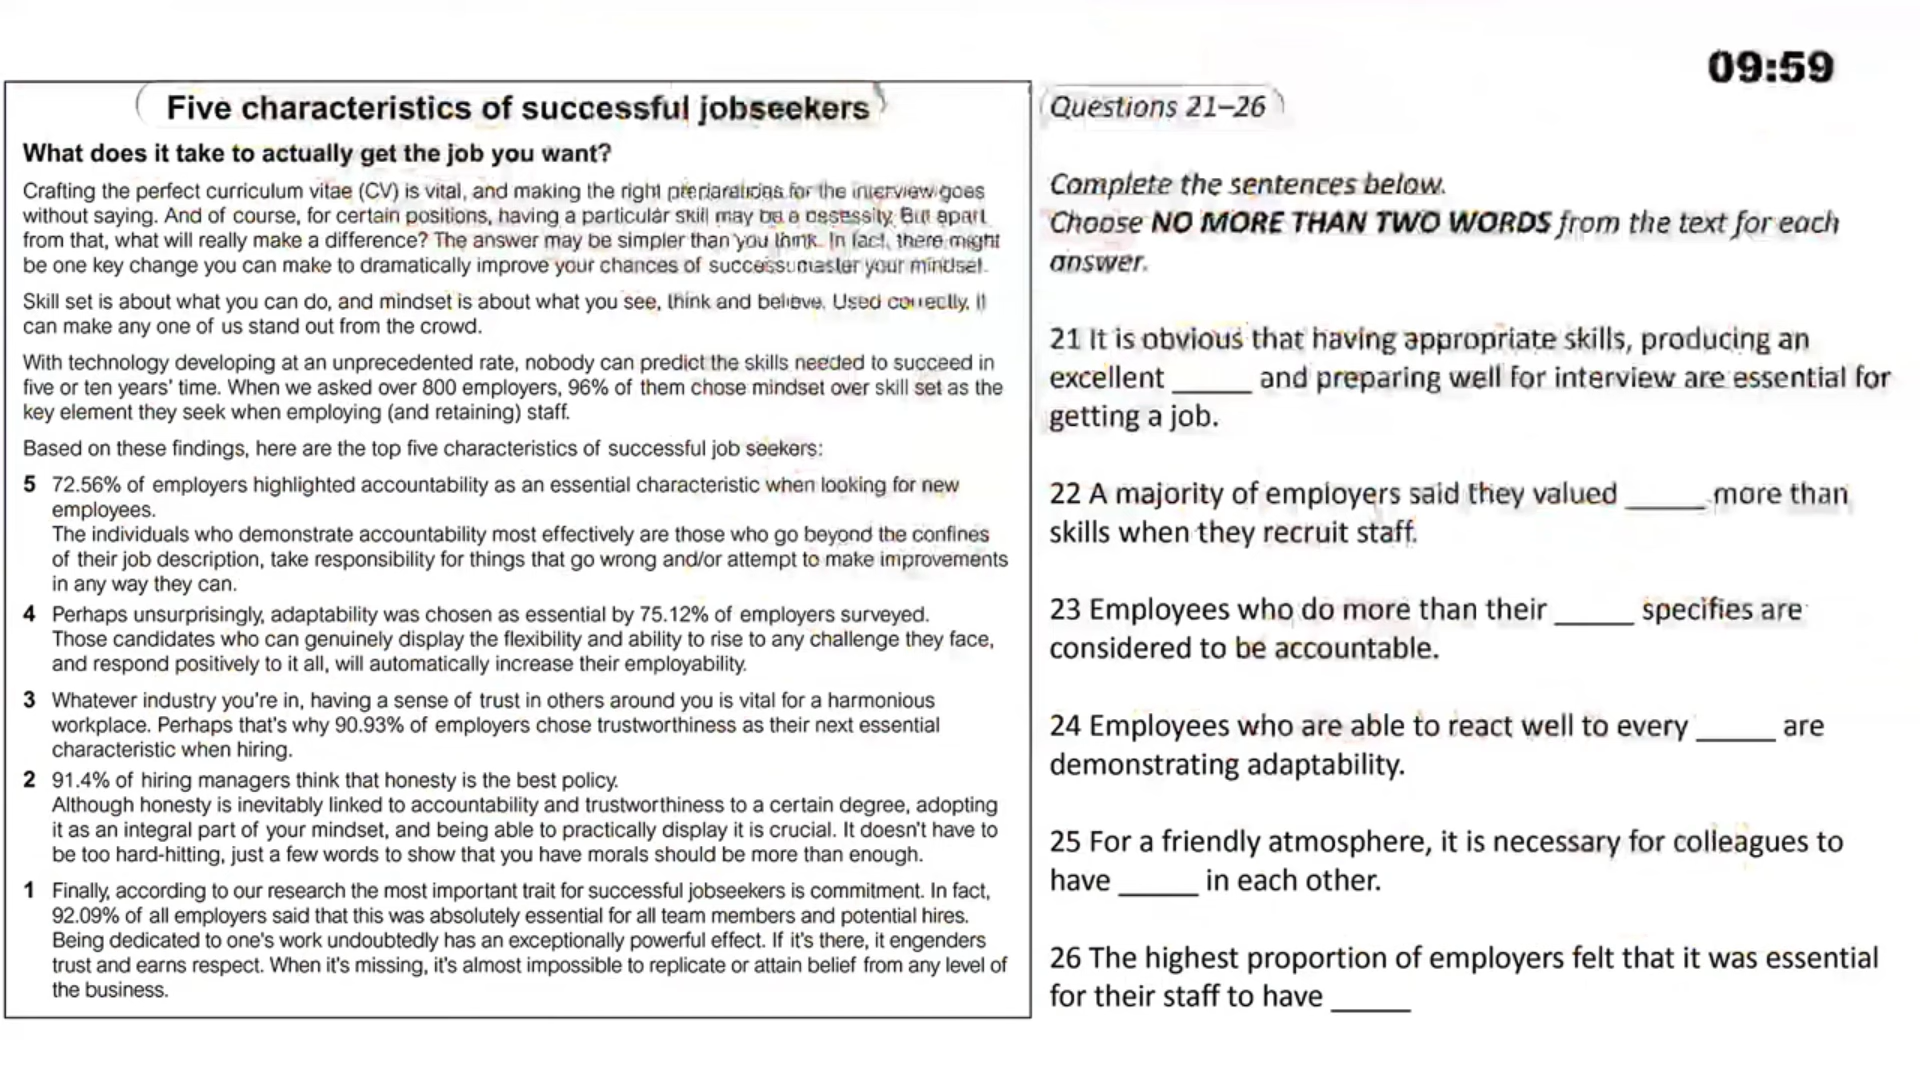 09:59
Five characteristics of successful jobseekers
What does it take to actually get the job you want?
Crafting the perfect curriculum vitae (CV) is vital, and making the right preparations for the interview goes
without saying. And of course, for certain positions, having a particular skill may be a necessity. But apart
from that, what will really make a difference? The answer may be simpler than you think. In fact, there might
be one key change you can make to dramatically improve your chances of success: master your mindset.
Skill set is about what you can do, and mindset is about what you see, think and believe. Used correctly, it
can make any one of us stand out from the crowd.
With technology developing at an unprecedented rate, nobody can predict the skills needed to succeed in
five or ten years' time. When we asked over 800 employers, 96% of them chose mindset over skill set as the
key element they seek when employing (and retaining) staff.
Based on these findings, here are the top five characteristics of successful job seekers:
5 72.56% of employers highlighted accountability as an essential characteristic when looking for new
employees.
The individuals who demonstrate accountability most effectively are those who go beyond the confines
of their job description, take responsibility for things that go wrong and/or attempt to make improvements
in any way they can.
4 Perhaps unsurprisingly, adaptability was chosen as essential by 75.12% of employers surveyed.
Those candidates who can genuinely display the flexibility and ability to rise to any challenge they face,
and respond positively to it all, will automatically increase their employability.
3 Whatever industry you're in, having a sense of trust in others around you is vital for a harmonious
workplace. Perhaps that's why 90.93% of employers chose trustworthiness as their next essential
characteristic when hiring.
2 91.4% of hiring managers think that honesty is the best policy.
Although honesty is inevitably linked to accountability and trustworthiness to a certain degree, adopting
it as an integral part of your mindset, and being able to practically display it is crucial. It doesn't have to
be too hard-hitting, just a few words to show that you have morals should be more than enough.
1 Finally, according to our research the most important trait for successful jobseekers is commitment. In fact,
92.09% of all employers said that this was absolutely essential for all team members and potential hires.
Being dedicated to one's work undoubtedly has an exceptionally powerful effect. If it's there, it engenders
trust and earns respect. When it's missing, it's almost impossible to replicate or attain belief from any level of
the business.
Questions 21–26
Complete the sentences below.
Choose NO MORE THAN TWO WORDS from the text for each
answer.
21 It is obvious that having appropriate skills, producing an
excellent _____ and preparing well for interview are essential for
getting a job.
22 A majority of employers said they valued _____ more than
skills when they recruit staff.
23 Employees who do more than their _____ specifies are
considered to be accountable.
24 Employees who are able to react well to every _____ are
demonstrating adaptability.
25 For a friendly atmosphere, it is necessary for colleagues to
have _____ in each other.
26 The highest proportion of employers felt that it was essential
for their staff to have _____